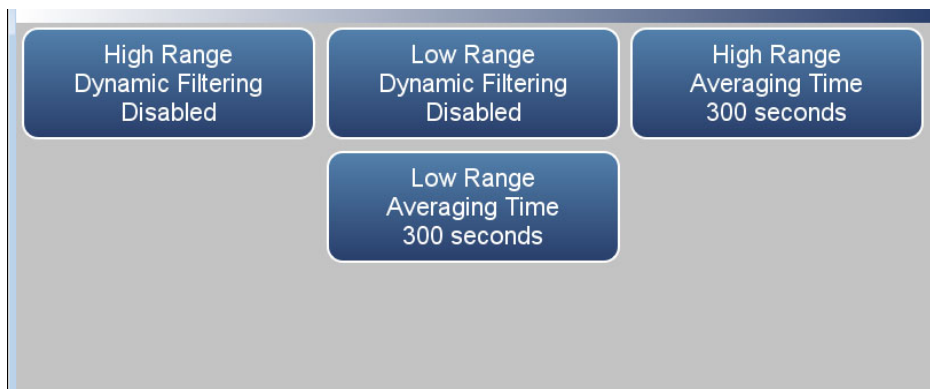 High Range
Dynamic Filtering
Disabled
Low Range
Dynamic Filtering
Disabled
High Range
Averaging Time
300 seconds
Low Range
Averaging Time
300 seconds